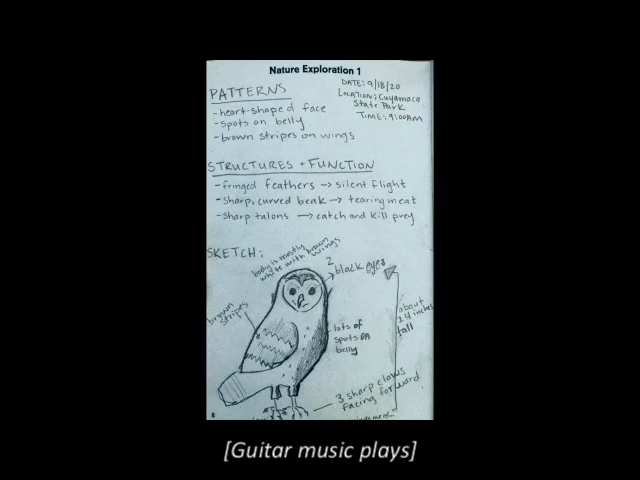 Nature Exploration 1
PATTERNS
DATE: 9/18/20
LOCATION: Cuyamaca
State Park
TIME: 9:00AM
-heart-shaped face
-spots on belly
-brown stripes on wings
STRUCTURES + FUNCTION
-fringed feathers → silent flight
-sharp, curved beak → tearing meat
-sharp talons → catch and kill prey
SKETCH:
body is mostly
white with brown
wings
2
black eyes
brown
stripes
about
14 inches
tall
lots of
spots on
belly
3 sharp claws
facing forward
8
[Guitar music plays]